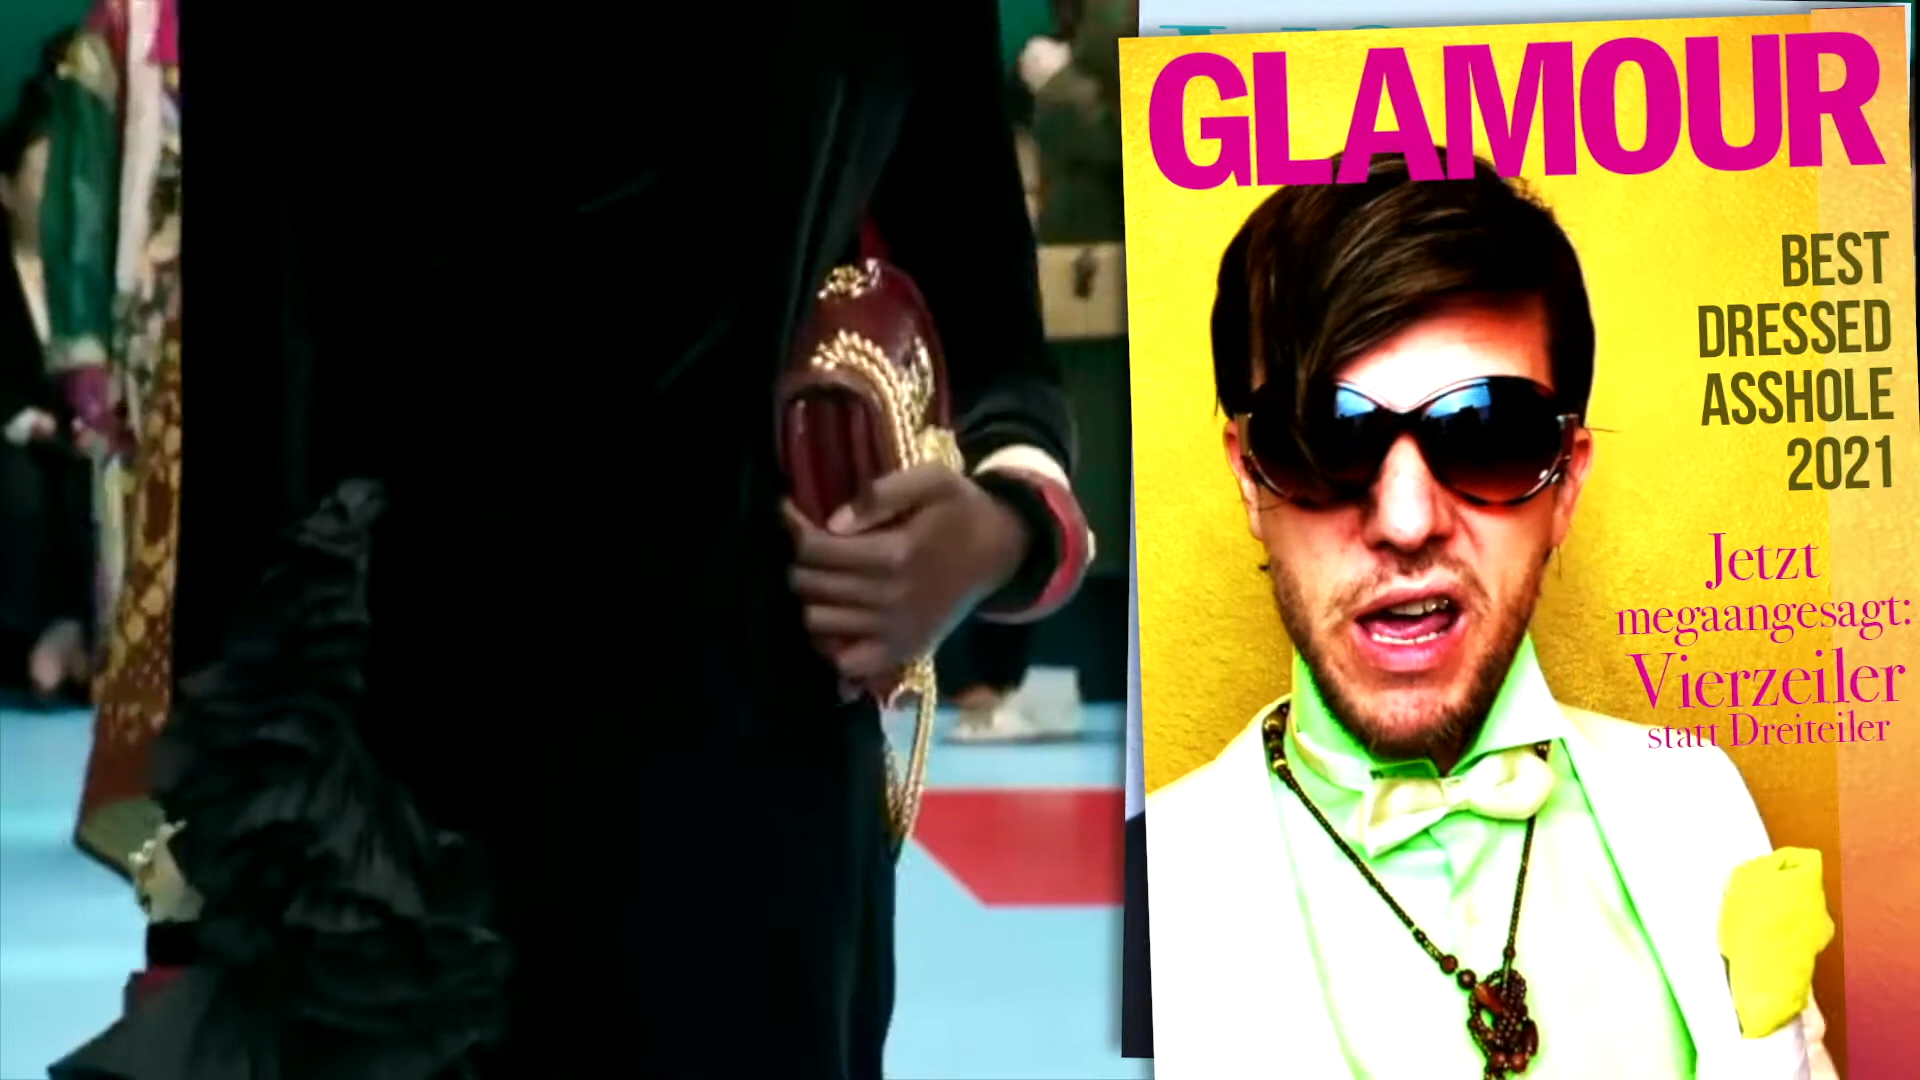 GLAMOUR
BEST
DRESSED
ASSHOLE
2021
Jetzt
megaangesagt:
Vierzeiler
statt Dreiteiler